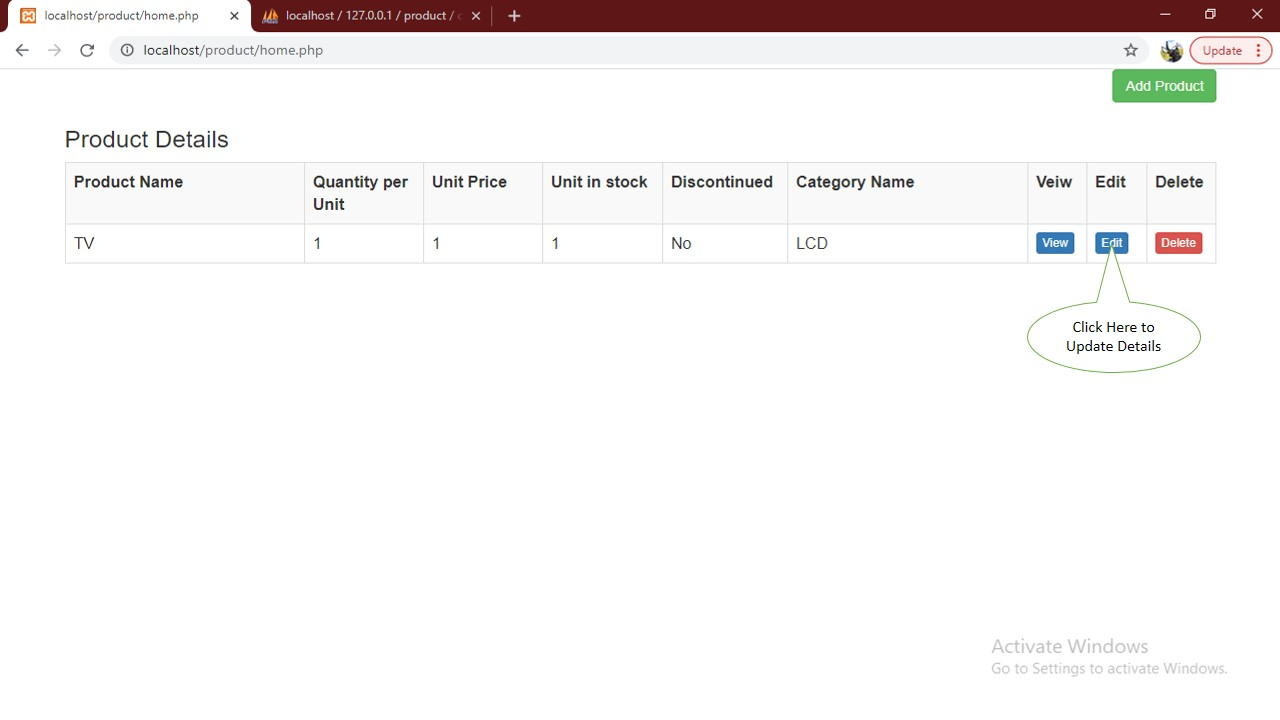 localhost/product/home.php
localhost / 127.0.0.1 / product /
localhost/product/home.php
Update
Add Product
Product Details
Product Name Quantity per Unit Unit Price Unit in stock Discontinued Category Name Veiw Edit Delete
TV 1 1 1 No LCD View Edit Delete
Click Here to
Update Details
Activate Windows
Go to Settings to activate Windows.